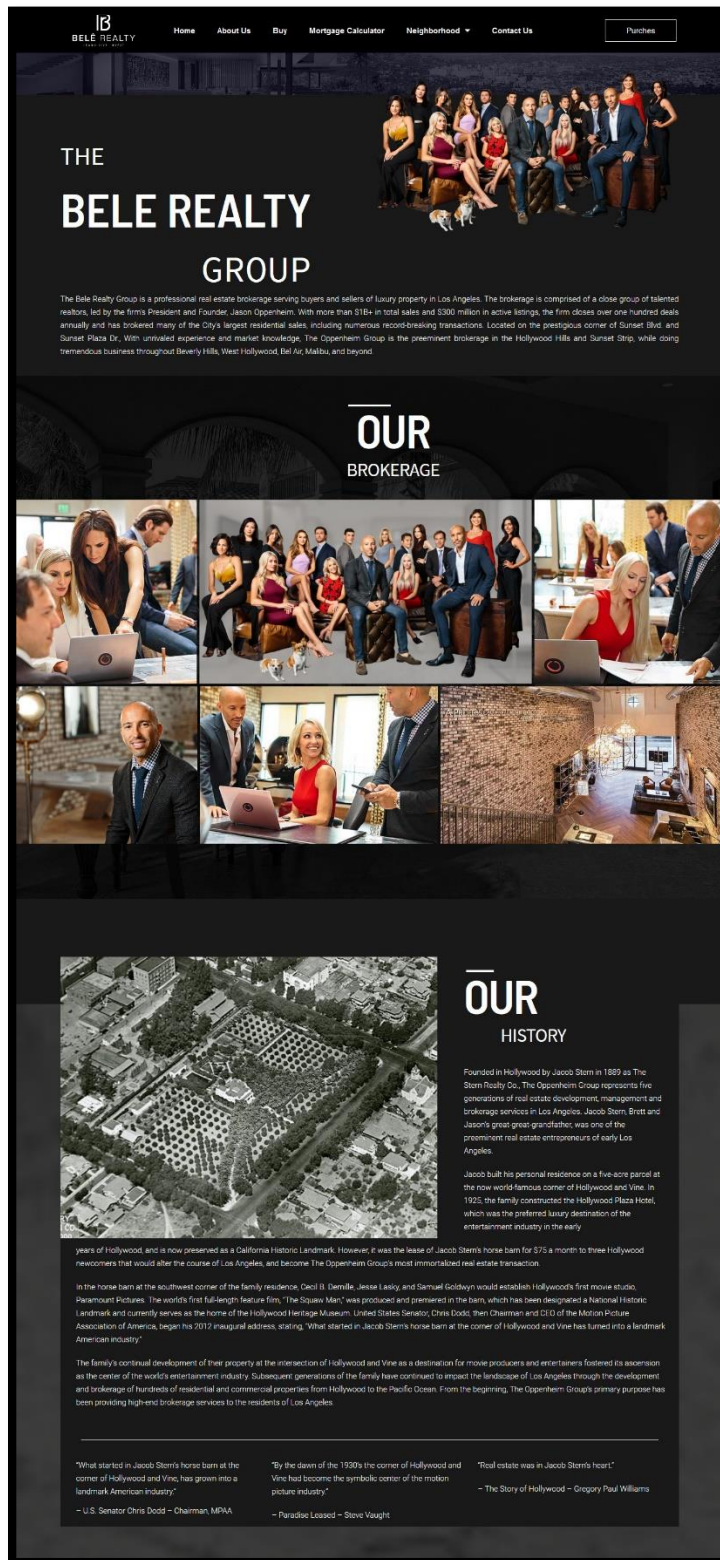 BELĒ REALTY
Home About Us Buy Mortgage Calculator Neighborhood Contact Us Purches
THE
BELE REALTY
GROUP
The Bele Realty Group is a professional real estate brokerage serving buyers and sellers of luxury property in Los Angeles. The brokerage is comprised of a close group of talented
realtors, led by the firm's President and Founder, Jason Oppenheim. With more than $1B+ in total sales and $300 million in active listings, the firm closes over one hundred deals
annually and has brokered many of the City's largest residential sales, including numerous record-breaking transactions. Located on the prestigious corner of Sunset Blvd. and
Sunset Plaza Dr., With unrivaled experience and market knowledge, The Oppenheim Group is the preeminent brokerage in the Hollywood Hills and Sunset Strip, while doing
tremendous business throughout Beverly Hills, West Hollywood, Bel Air, Malibu, and beyond
OUR
BROKERAGE
OUR
HISTORY
Founded in Hollywood by Jacob Stern in 1889 as The
Stern Realty Co., The Oppenheim Group represents five
generations of real estate development, management and
brokerage services in Los Angeles. Jacob Stern, Brett and
Jason's great-great-grandfather, was one of the
preeminent real estate entrepreneurs of early Los
Angeles.
Jacob built his personal residence on a five-acre parcel at
the now world-famous corner of Hollywood and Vine. In
1925, the family constructed the Hollywood Plaza Hotel,
which was the preferred luxury destination of the
entertainment industry in the early
years of Hollywood, and is now preserved as a California Historic Landmark. However, it was the lease of Jacob Stern's horse barn for $75 a month to three Hollywood
newcomers that would alter the course of Los Angeles, and become The Oppenheim Group's most immortalized real estate transaction.
In the horse barn at the southwest corner of the family residence, Cecil B. Demille, Jesse Lasky, and Samuel Goldwyn would establish Hollywood's first movie studio,
Paramount Pictures. The world's first full-length feature film, "The Squaw Man," was produced and premiered in the barn, which has been designated a National Historic
Landmark and currently serves as the home of the Hollywood Heritage Museum. United States Senator, Chris Dodd, then Chairman and CEO of the Motion Picture
Association of America, began his 2012 inaugural address, stating, "What started in Jacob Stern's horse barn at the corner of Hollywood and Vine has turned into a landmark
American industry."
The family's continual development of their property at the intersection of Hollywood and Vine as a destination for movie producers and entertainers fostered its ascension
as the center of the world's entertainment industry. Subsequent generations of the family have continued to impact the landscape of Los Angeles through the development
and brokerage of hundreds of residential and commercial properties from Hollywood to the Pacific Ocean. From the beginning, The Oppenheim Group's primary purpose has
been providing high-end brokerage services to the residents of Los Angeles.
"What started in Jacob Stern's horse barn at the
corner of Hollywood and Vine, has grown into a
landmark American industry."
– U.S. Senator Chris Dodd – Chairman, MPAA
"By the dawn of the 1930's the corner of Hollywood and
Vine had become the symbolic center of the motion
picture industry."
– Paradise Leased – Steve Vaught
"Real estate was in Jacob Stern's heart."
– The Story of Hollywood – Gregory Paul Williams